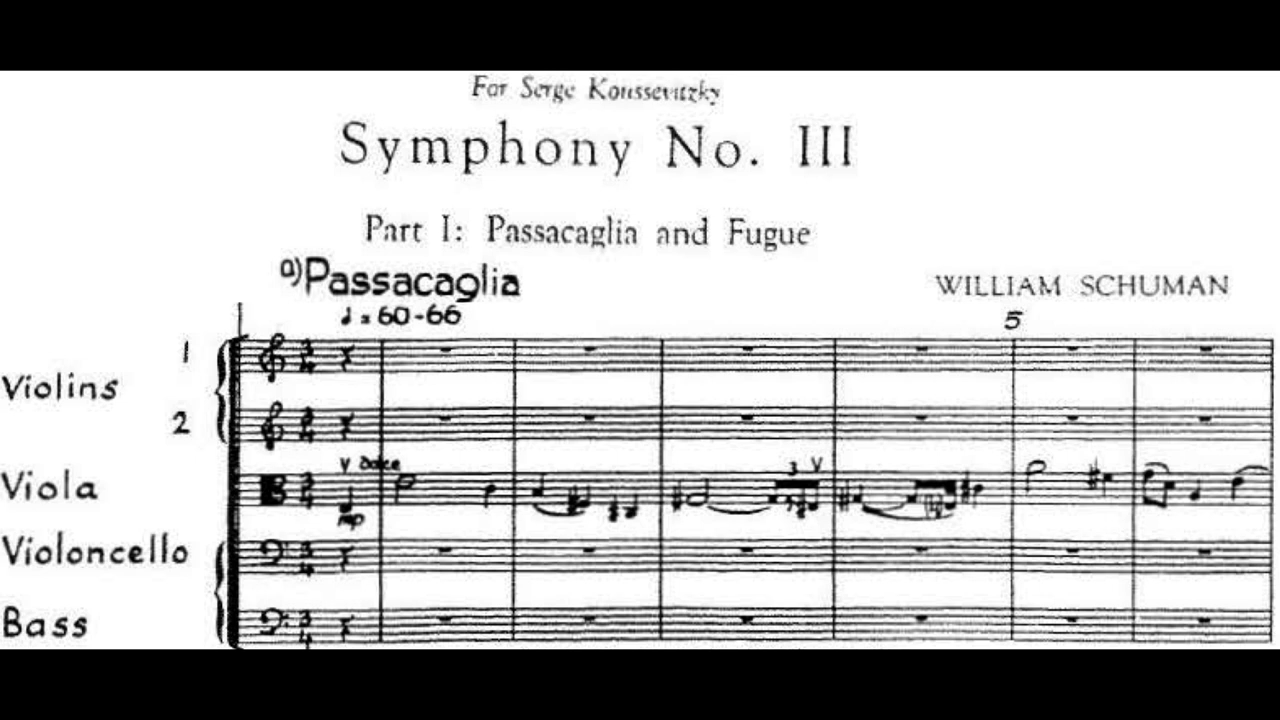 For Serge Koussevitzky
Symphony No. III
Part I: Passacaglia and Fugue
a) Passacaglia
WILLIAM SCHUMAN
♩ = 60-66
5
1
Violins
2
V dolce
3 V
Viola
mp
Violoncello
Bass